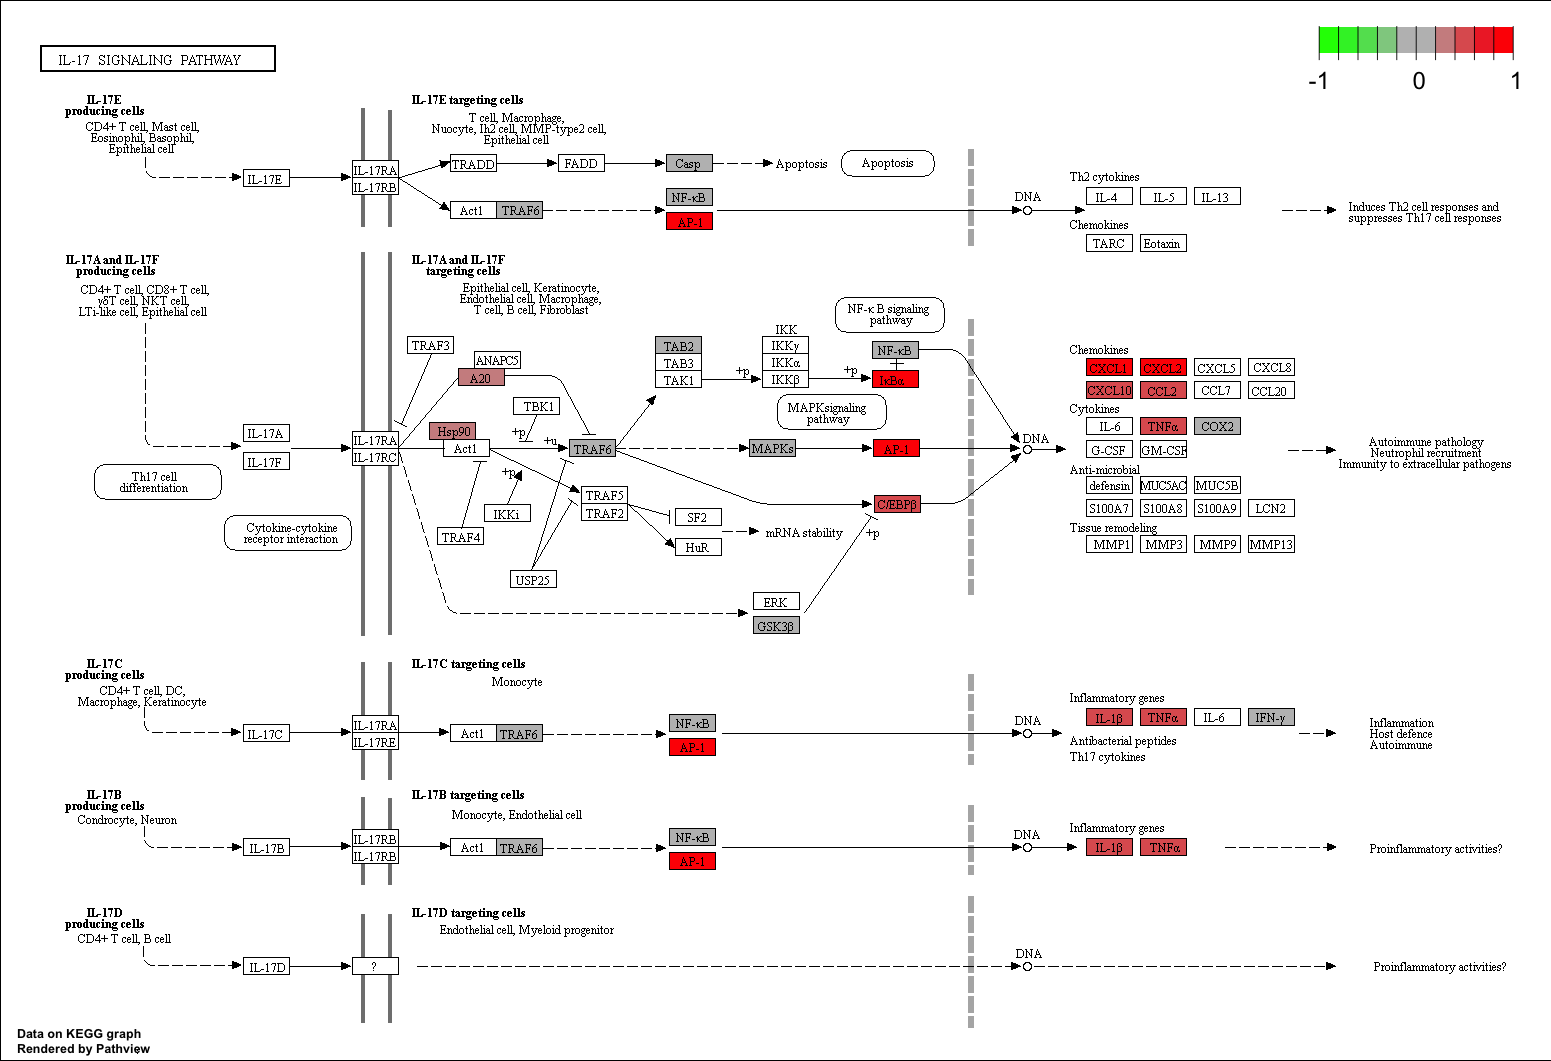 IL-17 SIGNALING PATHWAY
-1 0 1
IL-17E
producing cells
CD4+ T cell, Mast cell,
Eosinophil, Basophil,
Epithelial cell
IL-17E
IL-17RA
IL-17RB
IL-17E targeting cells
T cell, Macrophage,
Nuocyte, Ih2 cell, MMP-type2 cell,
Epithelial cell
TRADD
FADD
Casp
Apoptosis
Apoptosis
Act1
TRAF6
NF-κB
AP-1
DNA
Th2 cytokines
IL-4
IL-5
IL-13
Chemokines
TARC
Eotaxin
Induces Th2 cell responses and
suppresses Th17 cell responses
IL-17A and IL-17F
producing cells
CD4+ T cell, CD8+ T cell,
γδT cell, NKT cell,
LTi-like cell, Epithelial cell
IL-17A
IL-17F
Th17 cell
differentiation
Cytokine-cytokine
receptor interaction
IL-17RA
IL-17RC
IL-17A and IL-17F
targeting cells
Epithelial cell, Keratinocyte,
Endothelial cell, Macrophage,
T cell, B cell, Fibroblast
TRAF3
ANAPC5
A20
TBK1
Hsp90
Act1
+p
+u
TRAF6
+p
IKKi
TRAF4
USP25
TRAF5
TRAF2
SF2
HuR
mRNA stability
TAB2
TAB3
TAK1
+p
IKK
IKKγ
IKKα
IKKβ
+p
NF-κ B signaling
pathway
NF-κB
IκBα
MAPKsignaling
pathway
MAPKs
AP-1
C/EBPβ
+p
ERK
GSK3β
DNA
Chemokines
CXCL1
CXCL2
CXCL5
CXCL8
CXCL10
CCL2
CCL7
CCL20
Cytokines
IL-6
TNFα
COX2
G-CSF
GM-CSF
Anti-microbial
defensin
MUC5AC
MUC5B
S100A7
S100A8
S100A9
LCN2
Tissue remodeling
MMP1
MMP3
MMP9
MMP13
Autoimmune pathology
Neutrophil recruitment
Immunity to extracellular pathogens
IL-17C
producing cells
CD4+ T cell, DC,
Macrophage, Keratinocyte
IL-17C
IL-17RA
IL-17RE
IL-17C targeting cells
Monocyte
Act1
TRAF6
NF-κB
AP-1
DNA
Inflammatory genes
IL-1β
TNFα
IL-6
IFN-γ
Antibacterial peptides
Th17 cytokines
Inflammation
Host defence
Autoimmune
IL-17B
producing cells
Condrocyte, Neuron
IL-17B
IL-17RB
IL-17RB
IL-17B targeting cells
Monocyte, Endothelial cell
Act1
TRAF6
NF-κB
AP-1
DNA
Inflammatory genes
IL-1β
TNFα
Proinflammatory activities?
IL-17D
producing cells
CD4+ T cell, B cell
IL-17D
?
IL-17D targeting cells
Endothelial cell, Myeloid progenitor
DNA
Proinflammatory activities?
Data on KEGG graph
Rendered by Pathview